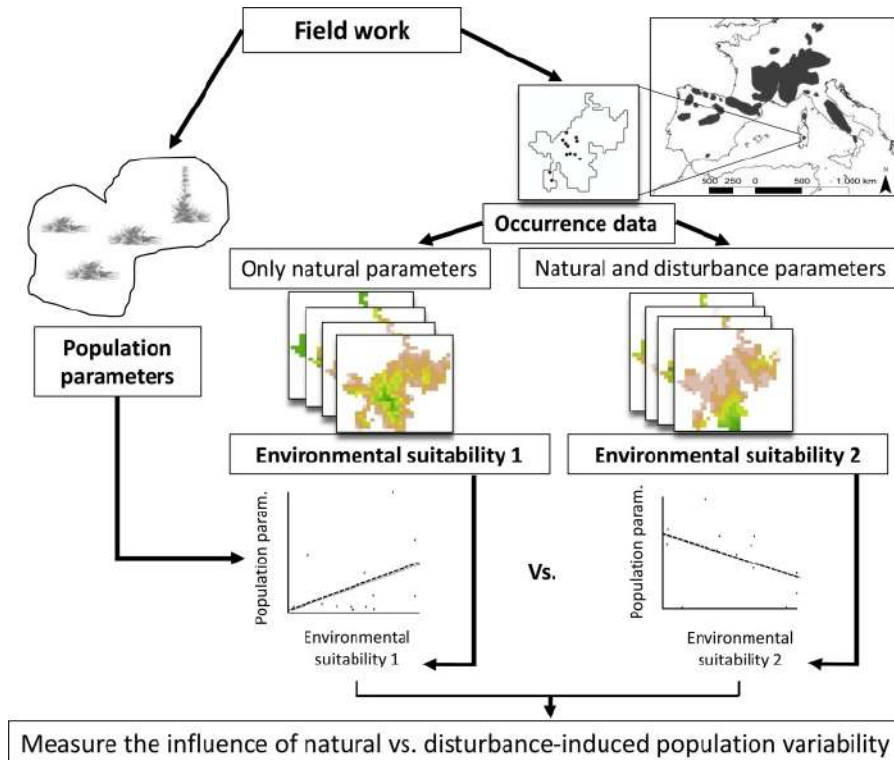 Field work
500 250 0 500 1.000 km
N
Occurrence data
Only natural parameters
Natural and disturbance parameters
Population
parameters
Environmental suitability 1
Environmental suitability 2
Population param.
Environmental
suitability 1
Vs.
Population param.
Environmental
suitability 2
Measure the influence of natural vs. disturbance-induced population variability